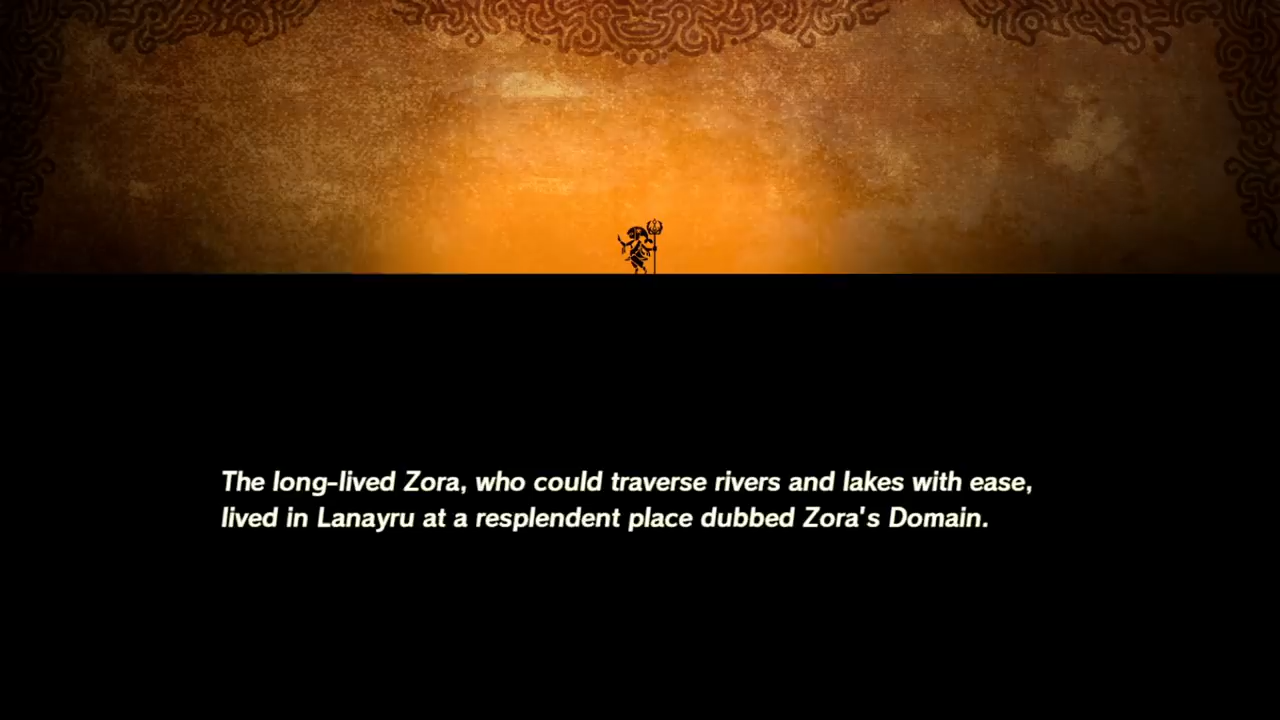 The long-lived Zora, who could traverse rivers and lakes with ease,
lived in Lanayru at a resplendent place dubbed Zora's Domain.